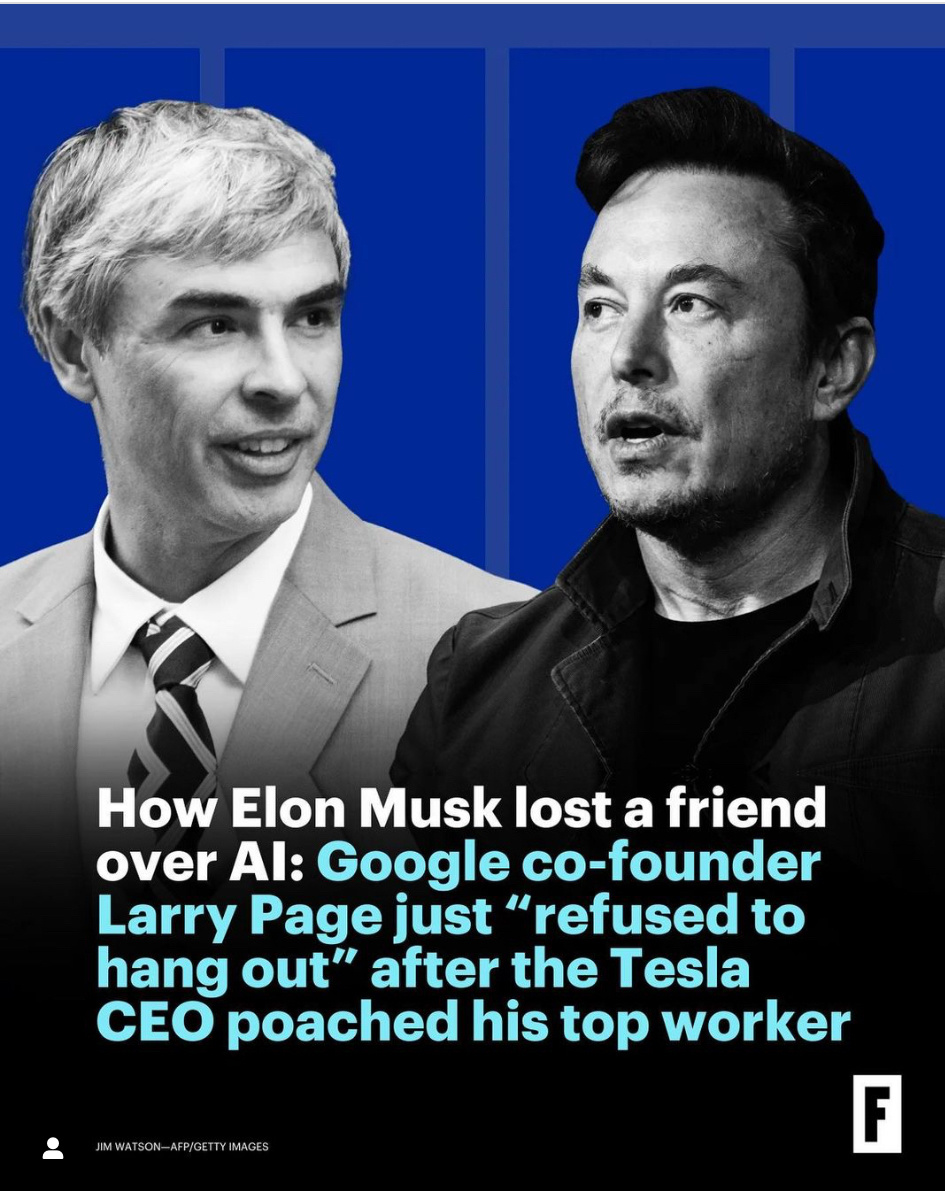 How Elon Musk lost a friend
over AI: Google co-founder
Larry Page just “refused to
hang out” after the Tesla
CEO poached his top worker
F
JIM WATSON—AFP/GETTY IMAGES